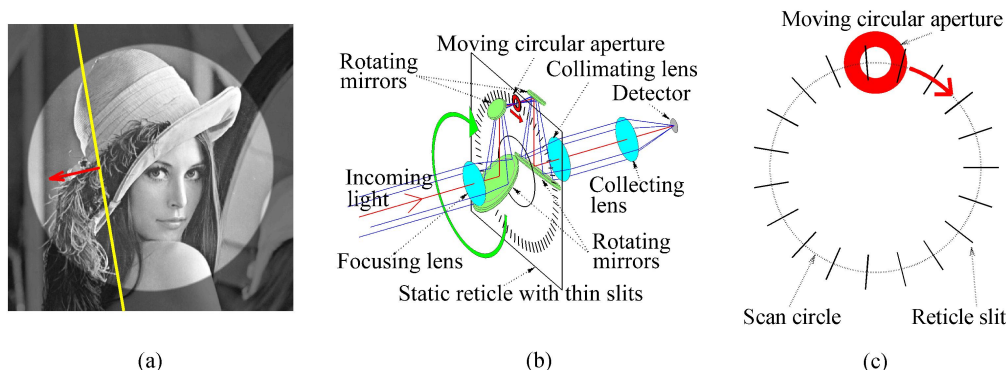 Moving circular aperture
Rotating
mirrors
Collimating lens
Detector
Incoming
light
Collecting
lens
Focusing lens
Rotating
mirrors
Static reticle with thin slits
Moving circular aperture
Scan circle
Reticle slit
(a)
(b)
(c)